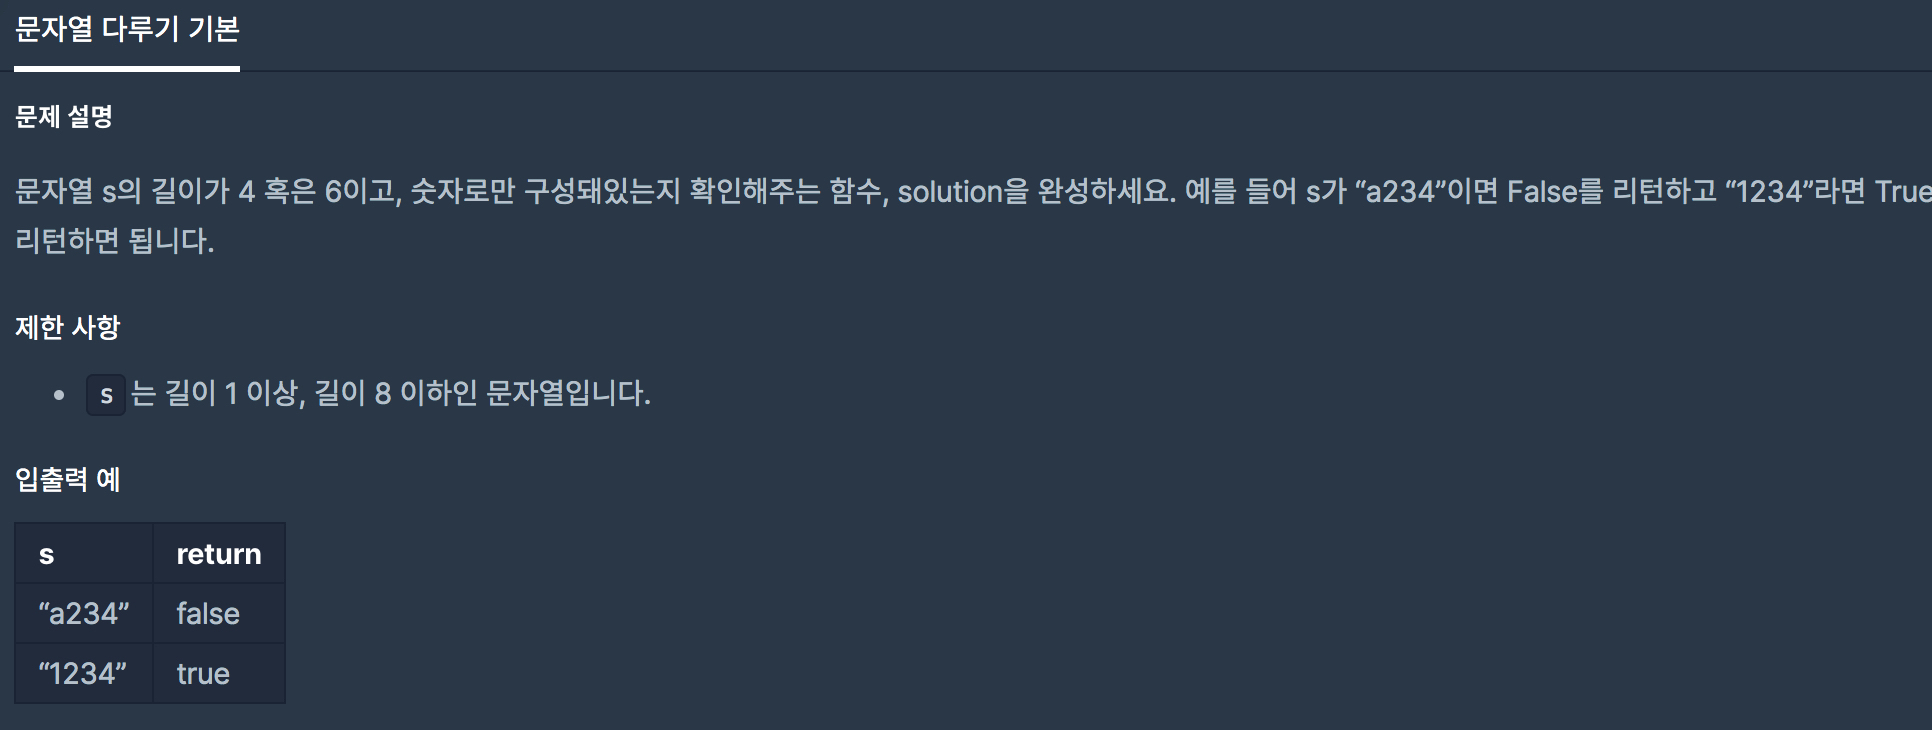 문자열 다루기 기본
문제 설명
문자열 s의 길이가 4 혹은 6이고, 숫자로만 구성돼있는지 확인해주는 함수, solution을 완성하세요. 예를 들어 s가 “a234”이면 False를 리턴하고 “1234”라면 True
리턴하면 됩니다.
제한 사항
• s 는 길이 1 이상, 길이 8 이하인 문자열입니다.
입출력 예
s return
“a234” false
“1234” true